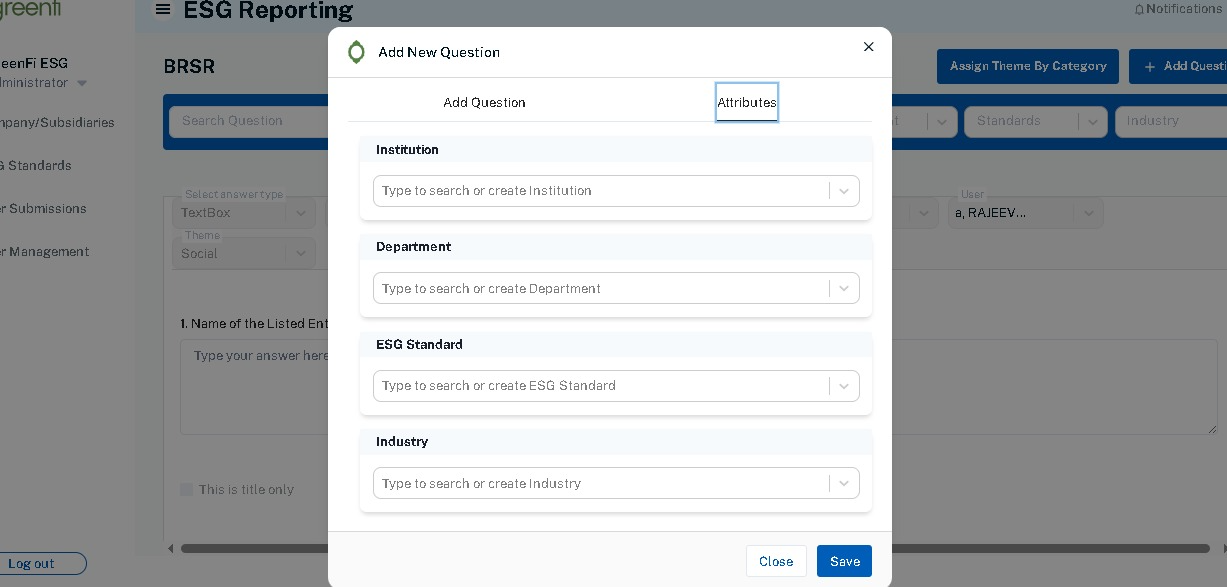 greenfi
ESG Reporting
Notifications
eenFi ESG
ministrator
mpany/Subsidiaries
G Standards
er Submissions
er Management
Log out
BRSR
Assign Theme By Category
+ Add Questi
Search Question
t
Standards
Industry
Select answer type
TextBox
User
a, RAJEEV...
Theme
Social
1. Name of the Listed Ent
Type your answer here
This is title only
Add New Question
Add Question
Attributes
Institution
Type to search or create Institution
Department
Type to search or create Department
ESG Standard
Type to search or create ESG Standard
Industry
Type to search or create Industry
Close
Save